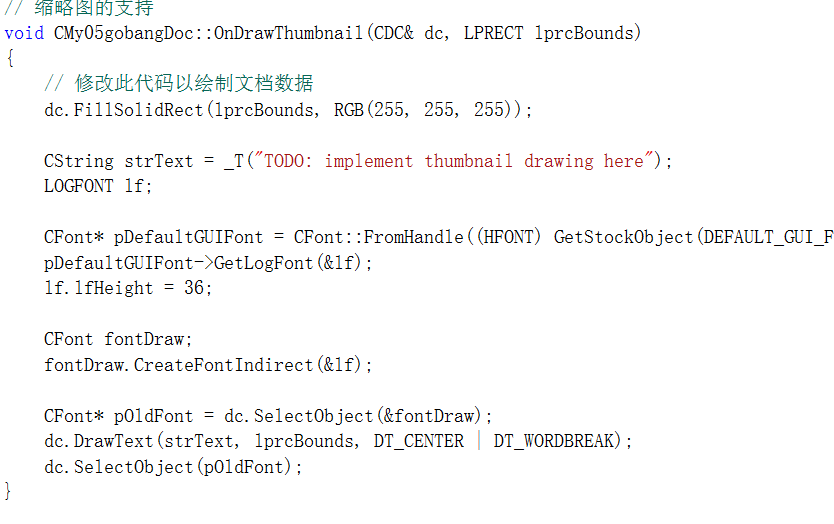 // 缩略图的支持
void CMy05gobangDoc::OnDrawThumbnail(CDC& dc, LPRECT lprcBounds)
{
    // 修改此代码以绘制文档数据
    dc.FillSolidRect(lprcBounds, RGB(255, 255, 255));

    CString strText = _T("TODO: implement thumbnail drawing here");
    LOGFONT lf;

    CFont* pDefaultGUIFont = CFont::FromHandle((HFONT) GetStockObject(DEFAULT_GUI_F
    pDefaultGUIFont->GetLogFont(&lf);
    lf.lfHeight = 36;

    CFont fontDraw;
    fontDraw.CreateFontIndirect(&lf);

    CFont* pOldFont = dc.SelectObject(&fontDraw);
    dc.DrawText(strText, lprcBounds, DT_CENTER | DT_WORDBREAK);
    dc.SelectObject(pOldFont);
}